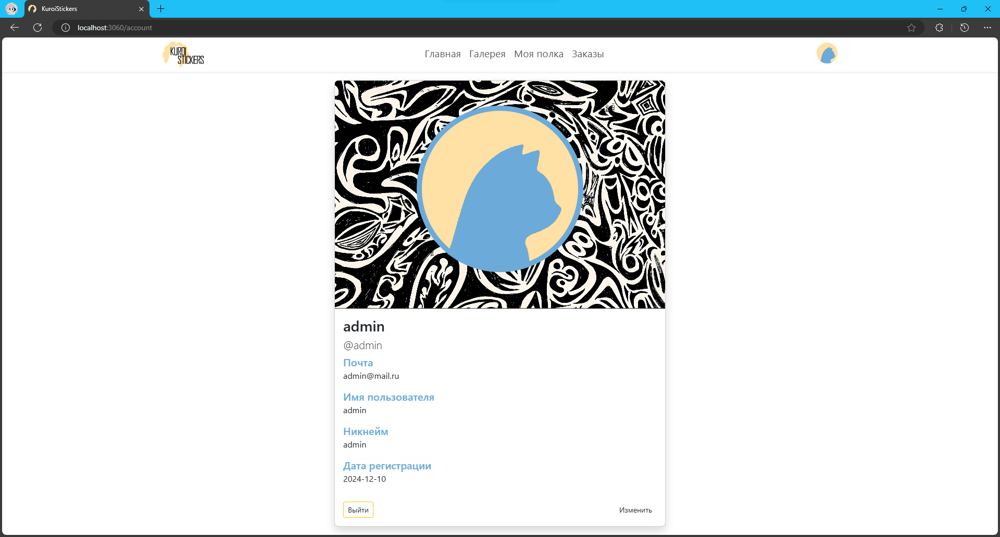 KuroiStickers
localhost:3060/account
KUROI
STICKERS
Главная Галерея Моя полка Заказы
admin
@admin
Почта
admin@mail.ru
Имя пользователя
admin
Никнейм
admin
Дата регистрации
2024-12-10
Выйти Изменить